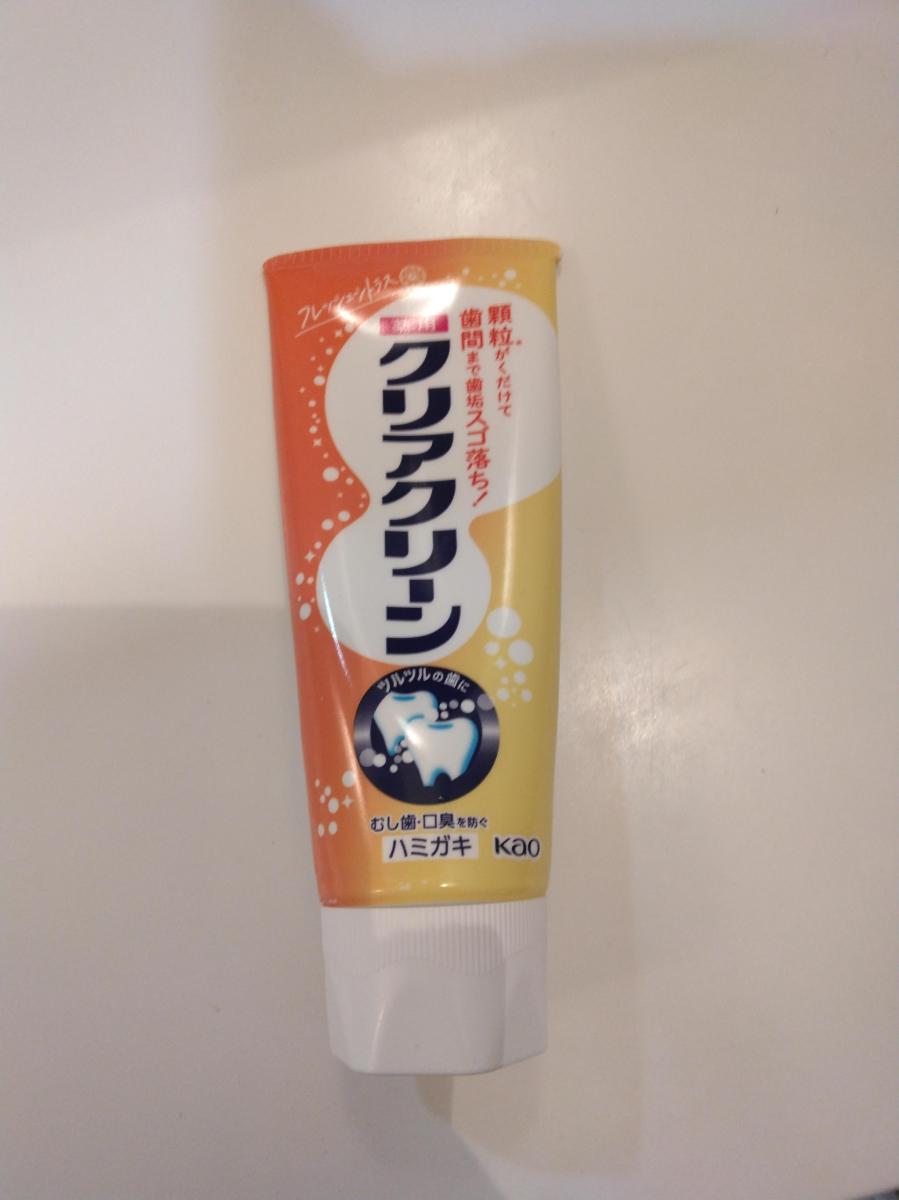 フレッシュシトラス
薬用
クリアクリーン
顆粒*がくだけて
歯間まで歯垢スゴ落ち!
ツルツルの歯に
むし歯・口臭を防ぐ
ハミガキ
Kao